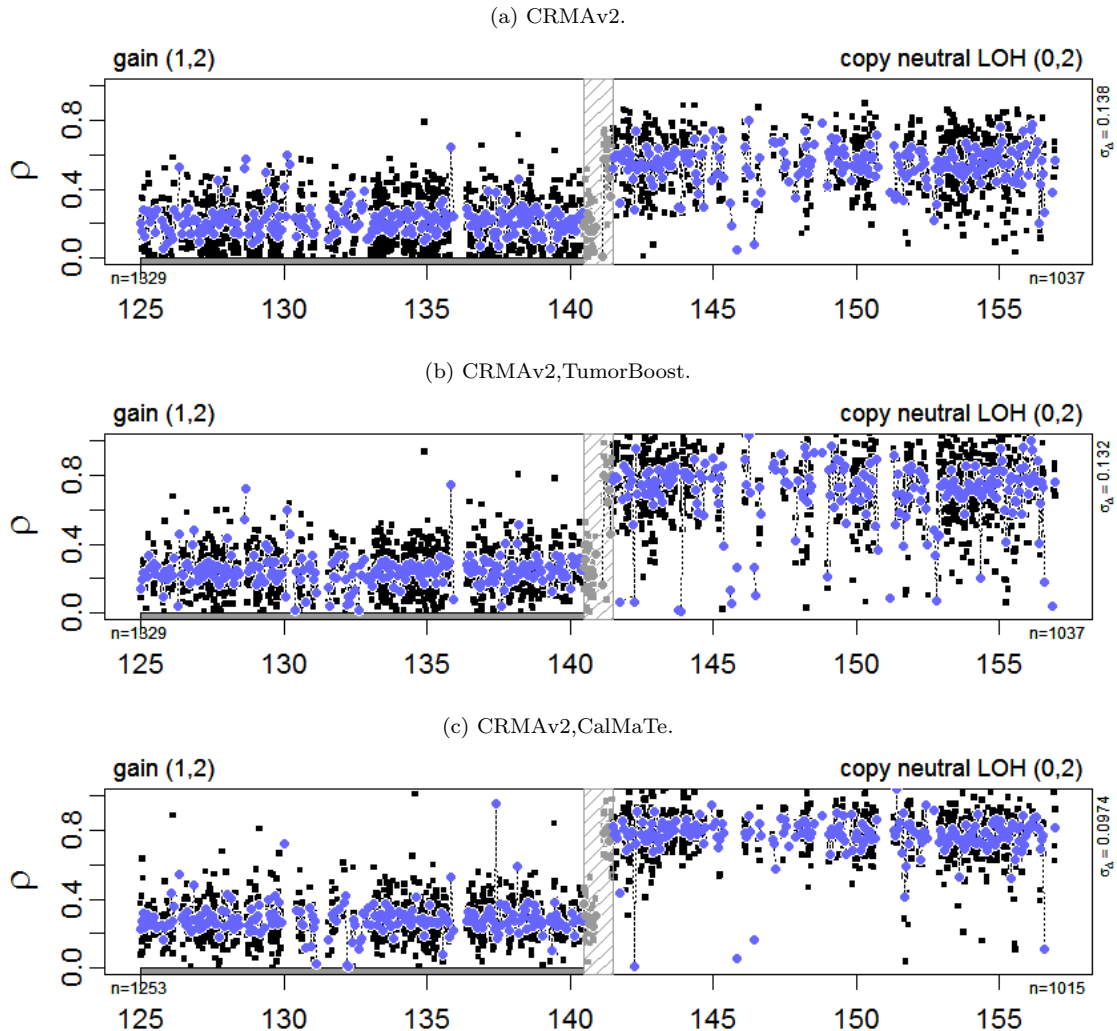 (a) CRMAv2.
gain (1,2) copy neutral LOH (0,2)
ρ
0.0 0.4 0.8
σΔ = 0.138
n=1329 n=1037
125 130 135 140 145 150 155
(b) CRMAv2,TumorBoost.
gain (1,2) copy neutral LOH (0,2)
ρ
0.0 0.4 0.8
σΔ = 0.132
n=1329 n=1037
125 130 135 140 145 150 155
(c) CRMAv2,CalMaTe.
gain (1,2) copy neutral LOH (0,2)
ρ
0.0 0.4 0.8
σΔ = 0.0974
n=1253 n=1015
125 130 135 140 145 150 155